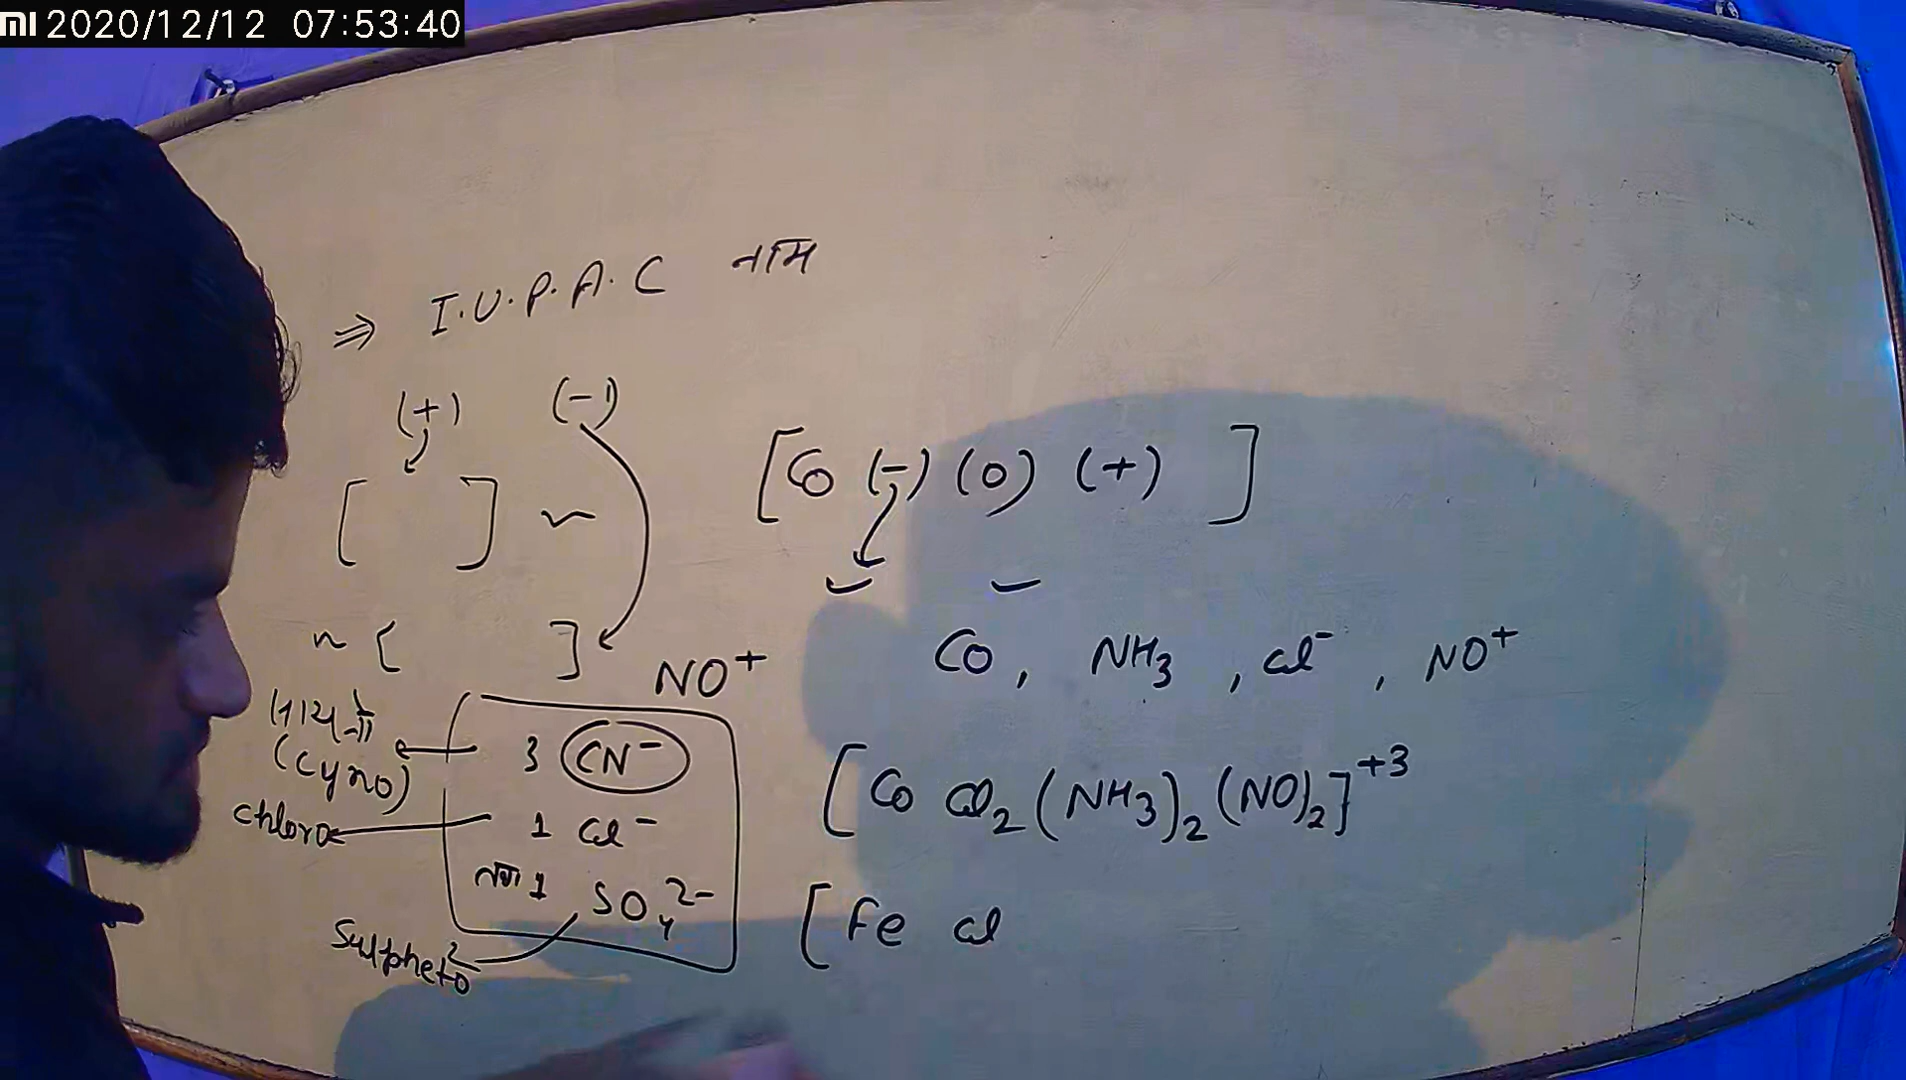 MI 2020/12/12 07:53:40
⇒ I.U.P.A.C नाम
(+) (-)
[ ] ~
~ [ ]
NO⁺
(cyno)
3 CN⁻
Chloro
1 Cl⁻
1 SO₄²⁻
Sulpheto
[Co (-) (0) (+) ]
Co, NH₃, Cl⁻, NO⁺
[Co Cl₂ (NH₃)₂ (NO)₂]⁺³
[Fe Cl